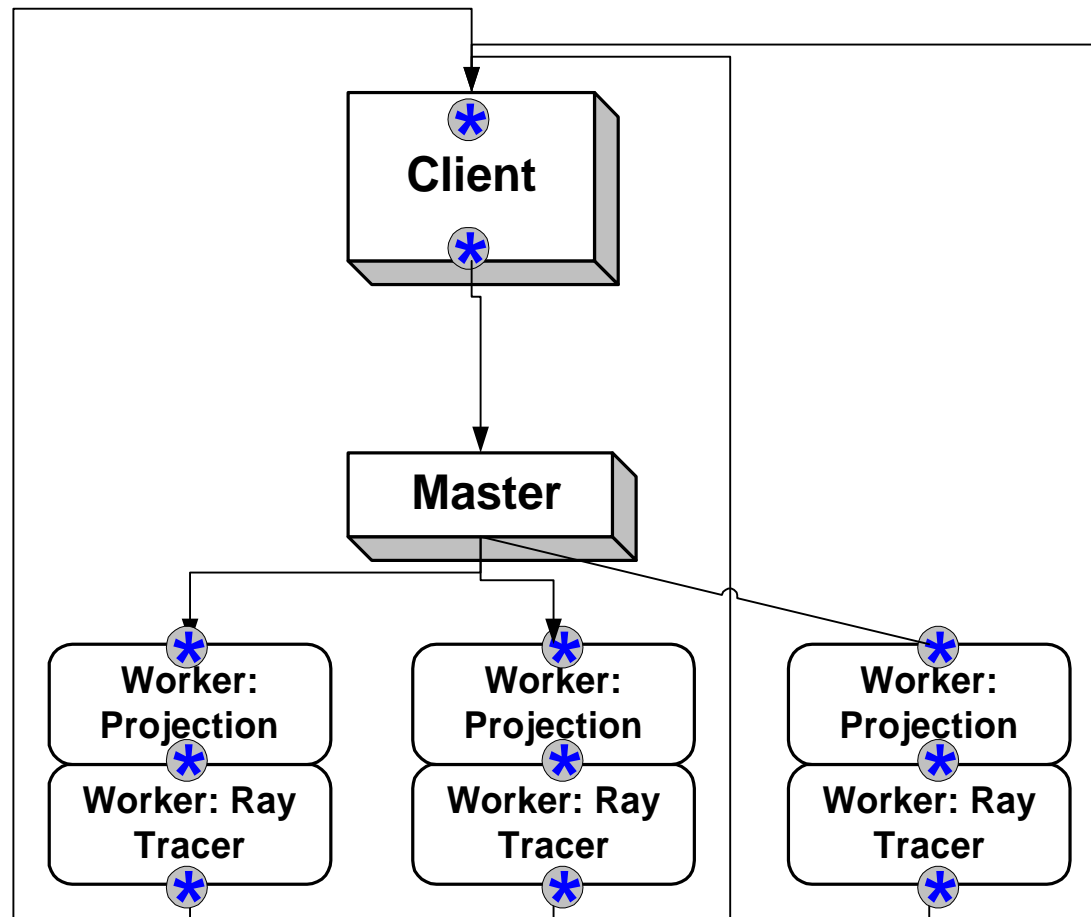 *
Client
*
Master
* * *
Worker: Worker: Worker:
Projection Projection Projection
* * *
Worker: Ray Worker: Ray Worker: Ray
Tracer Tracer Tracer
* * *